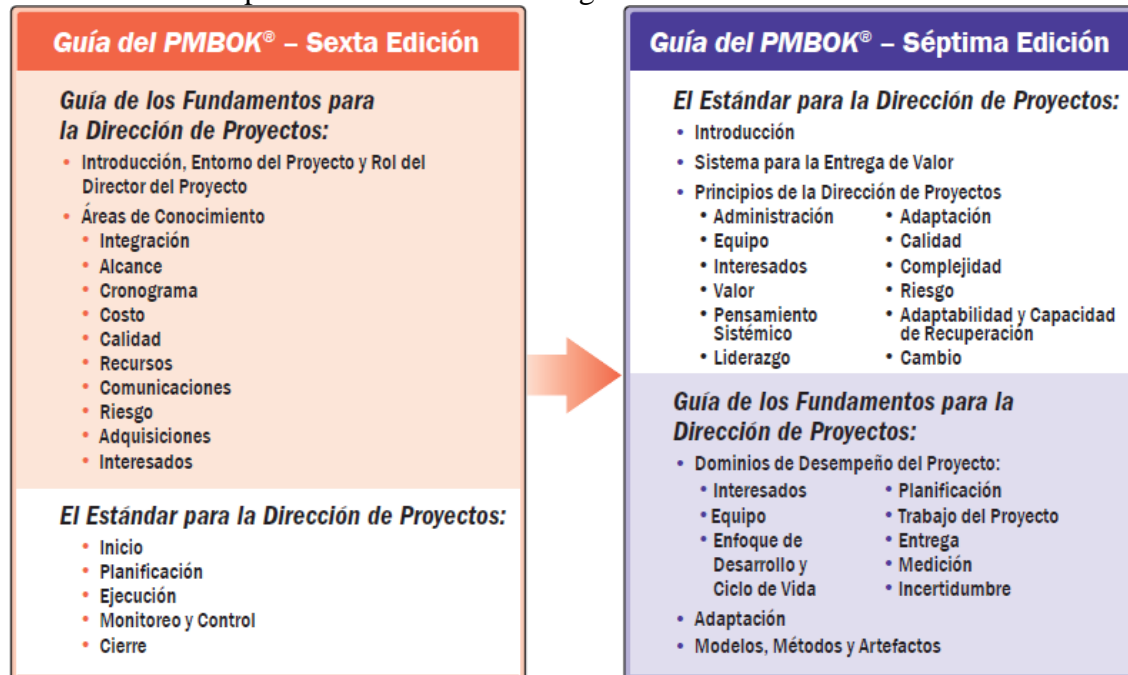 Guía del PMBOK® – Sexta Edición
Guía de los Fundamentos para
la Dirección de Proyectos:
• Introducción, Entorno del Proyecto y Rol del
Director del Proyecto
• Áreas de Conocimiento
• Integración
• Alcance
• Cronograma
• Costo
• Calidad
• Recursos
• Comunicaciones
• Riesgo
• Adquisiciones
• Interesados
El Estándar para la Dirección de Proyectos:
• Inicio
• Planificación
• Ejecución
• Monitoreo y Control
• Cierre
Guía del PMBOK® – Séptima Edición
El Estándar para la Dirección de Proyectos:
• Introducción
• Sistema para la Entrega de Valor
• Principios de la Dirección de Proyectos
• Administración
• Equipo
• Interesados
• Valor
• Pensamiento
Sistémico
• Liderazgo
• Adaptación
• Calidad
• Complejidad
• Riesgo
• Adaptabilidad y Capacidad
de Recuperación
• Cambio
Guía de los Fundamentos para la
Dirección de Proyectos:
• Dominios de Desempeño del Proyecto:
• Interesados
• Equipo
• Enfoque de
Desarrollo y
Ciclo de Vida
• Planificación
• Trabajo del Proyecto
• Entrega
• Medición
• Incertidumbre
• Adaptación
• Modelos, Métodos y Artefactos